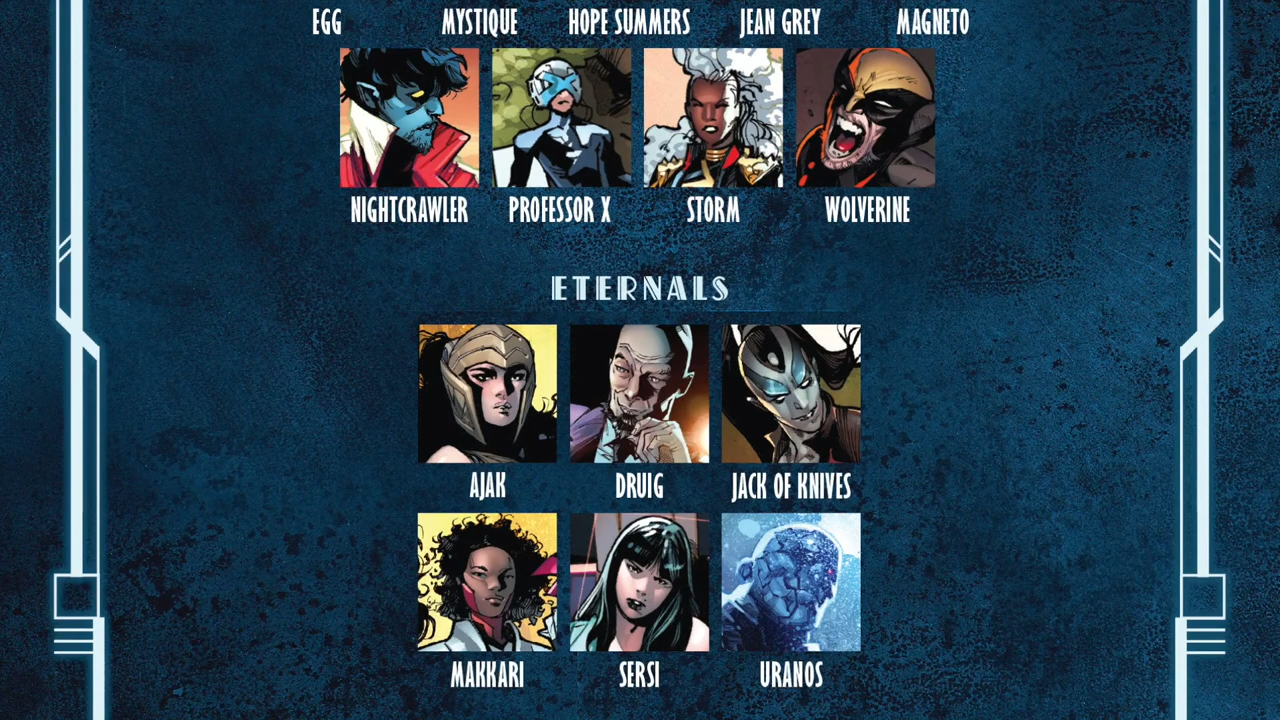 EGG MYSTIQUE HOPE SUMMERS JEAN GREY MAGNETO
NIGHTCRAWLER PROFESSOR X STORM WOLVERINE
ETERNALS
AJAK DRUIG JACK OF KNIVES
MAKKARI SERSI URANOS